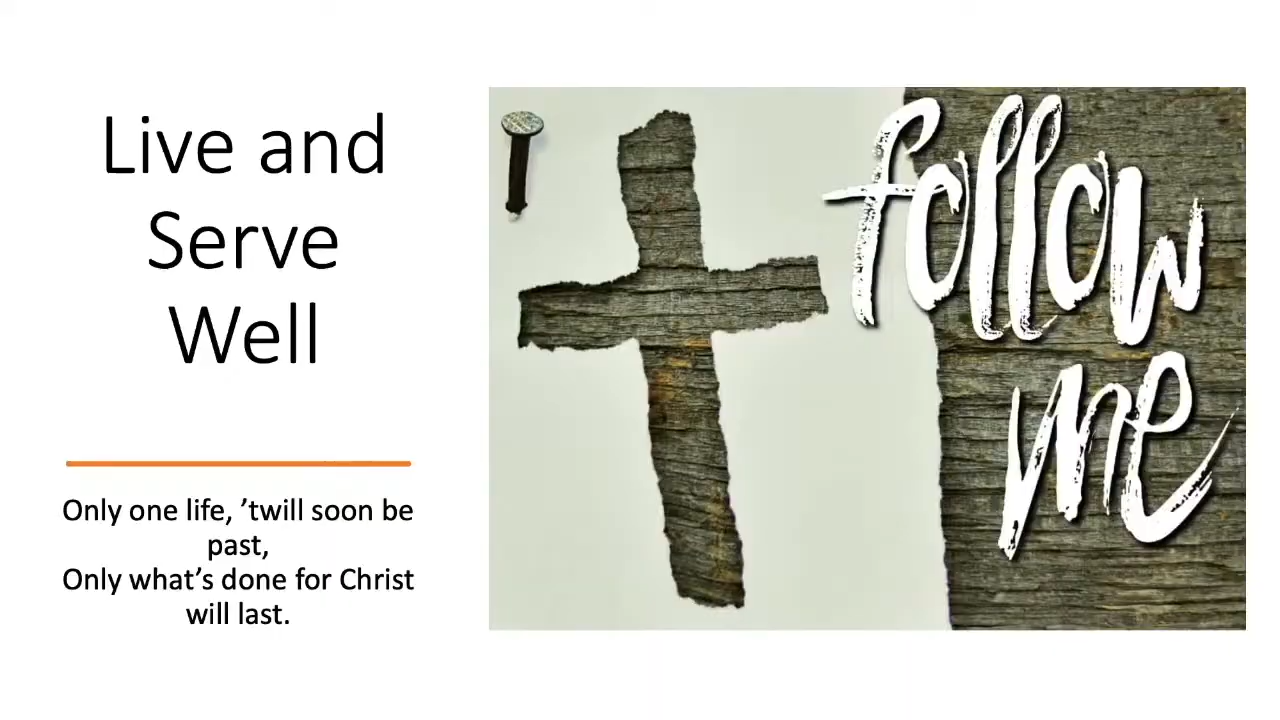 Live and
Serve
Well
Only one life, ’twill soon be
past,
Only what’s done for Christ
will last.
follow
me